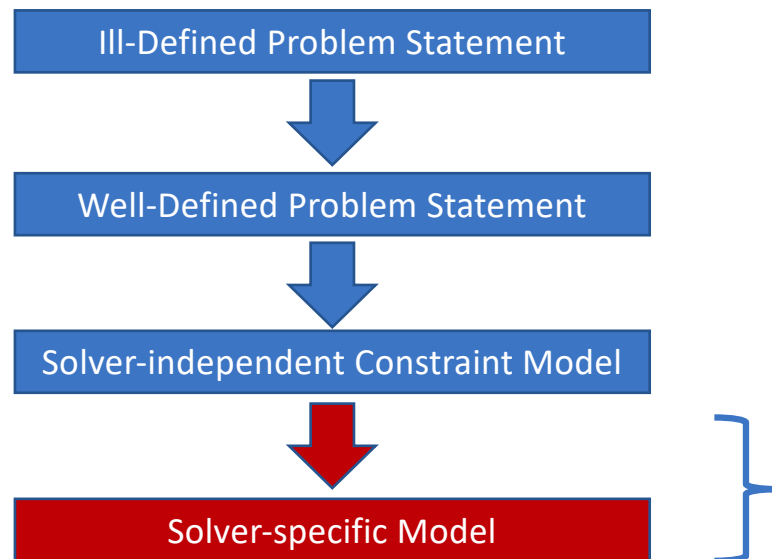 Ill-Defined Problem Statement
Well-Defined Problem Statement
Solver-independent Constraint Model
Solver-specific Model